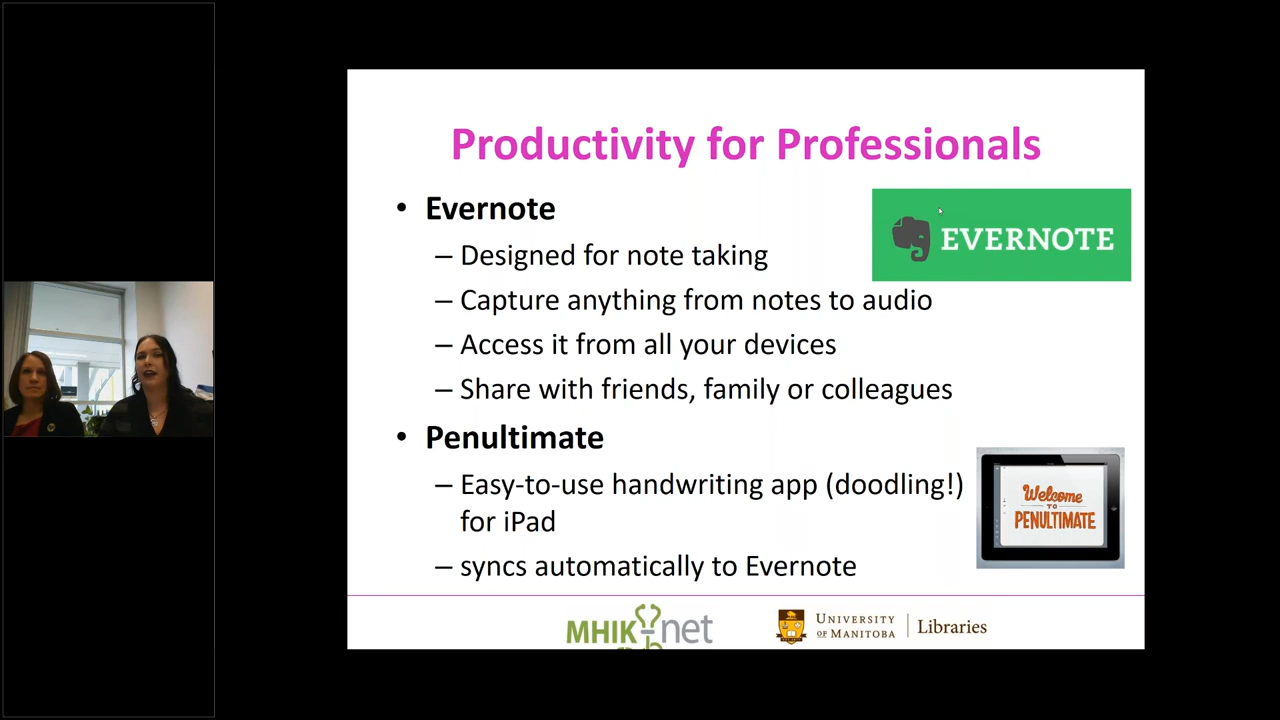 Productivity for Professionals
• Evernote
– Designed for note taking
– Capture anything from notes to audio
– Access it from all your devices
– Share with friends, family or colleagues
EVERNOTE
• Penultimate
– Easy-to-use handwriting app (doodling!)
for iPad
– syncs automatically to Evernote
Welcome
TO
PENULTIMATE
MHIK-net
UNIVERSITY
OF MANITOBA
Libraries